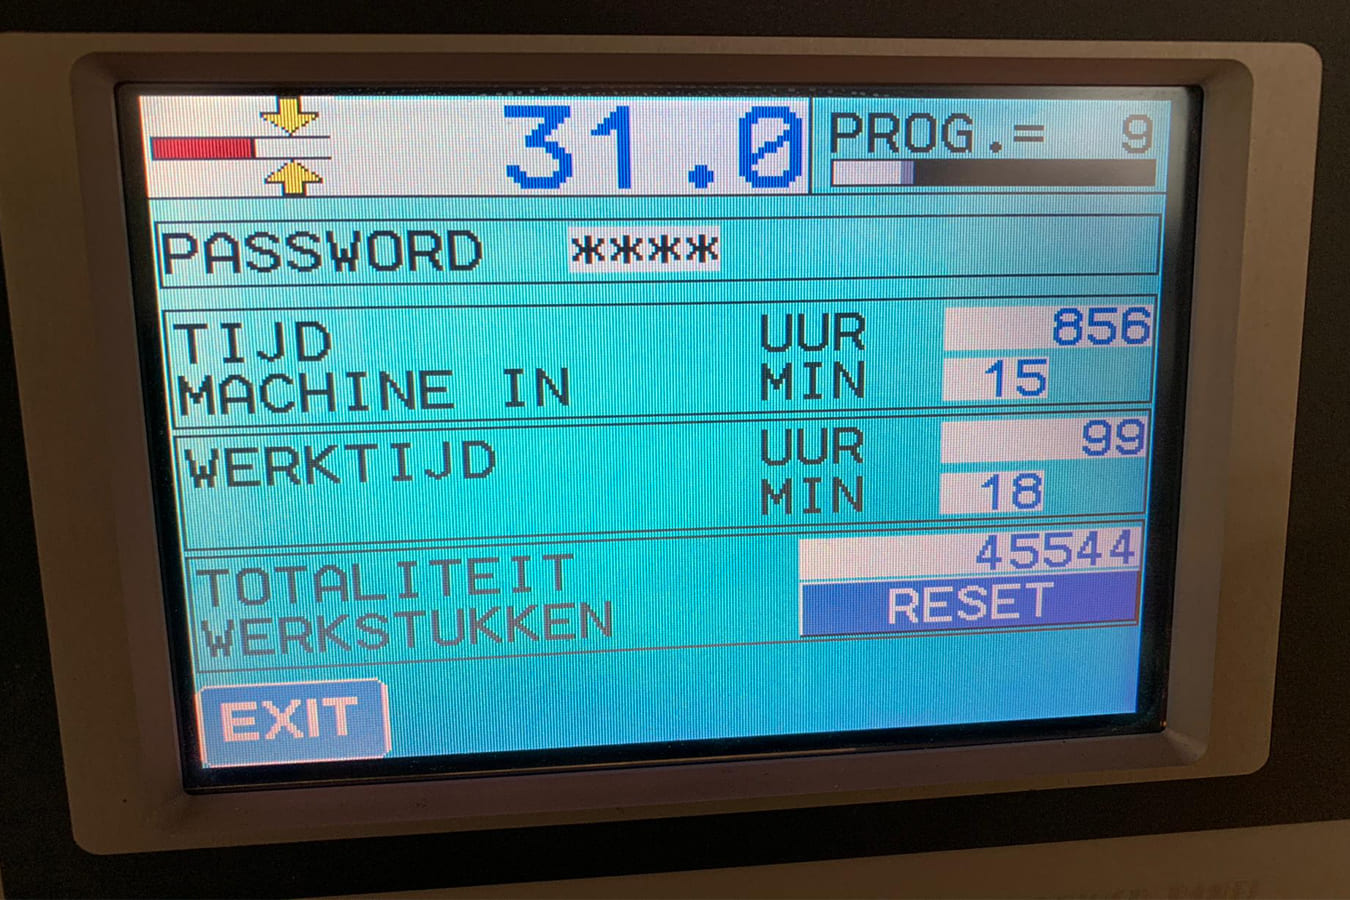 31.0
PROG.= 9
PASSWORD ****
TIJD UUR 856
MACHINE IN MIN 15
WERKTIJD UUR 99
MIN 18
TOTALITEIT 45544
WERKSTUKKEN RESET
EXIT